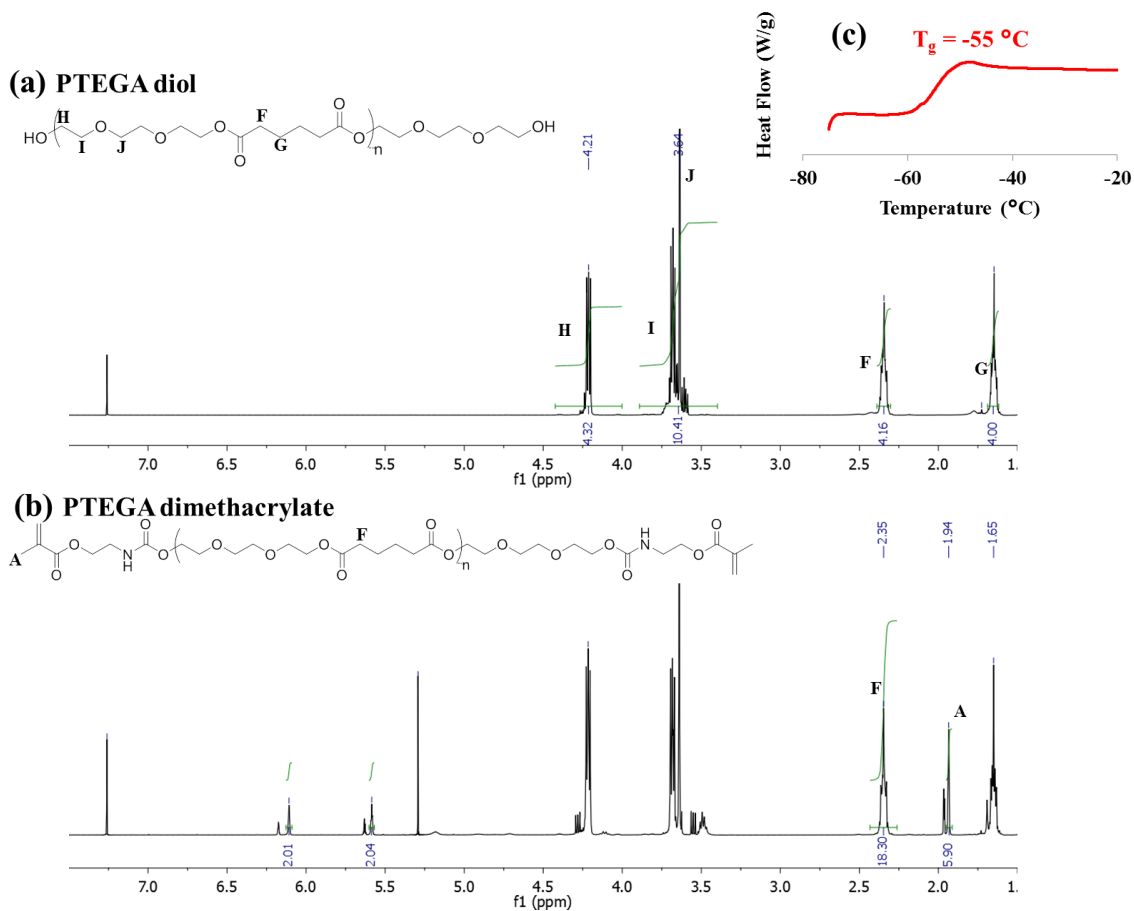 (c)
T_g = -55 °C
Heat Flow (W/g)
-80
-60
-40
-20
Temperature (°C)
(a) PTEGA diol
H
I
J
F
G
HO
O
O
O
O
O
O
n
O
O
OH
4.21
3.64
H
I
J
F
G
4.32
10.41
4.16
4.00
7.0
6.5
6.0
5.5
5.0
4.5
4.0
3.5
3.0
2.5
2.0
1.
f1 (ppm)
(b) PTEGA dimethacrylate
A
O
O
H
N
O
O
O
O
O
F
O
O
O
n
O
O
O
O
H
N
O
O
2.35
1.94
1.65
F
A
2.01
2.04
18.30
5.90
7.0
6.5
6.0
5.5
5.0
4.5
4.0
3.5
3.0
2.5
2.0
1.
f1 (ppm)